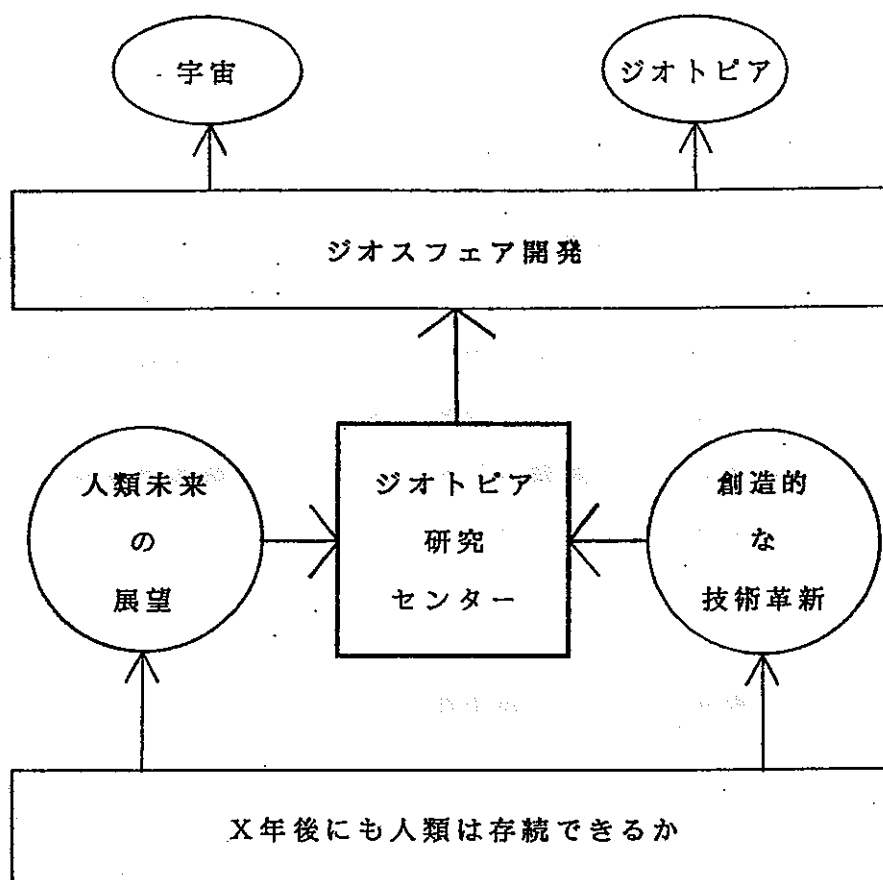 宇宙
ジオトピア
ジオスフェア開発
人類未来
の
展望
ジオトピア
研究
センター
創造的
な
技術革新
X年後にも人類は存続できるか